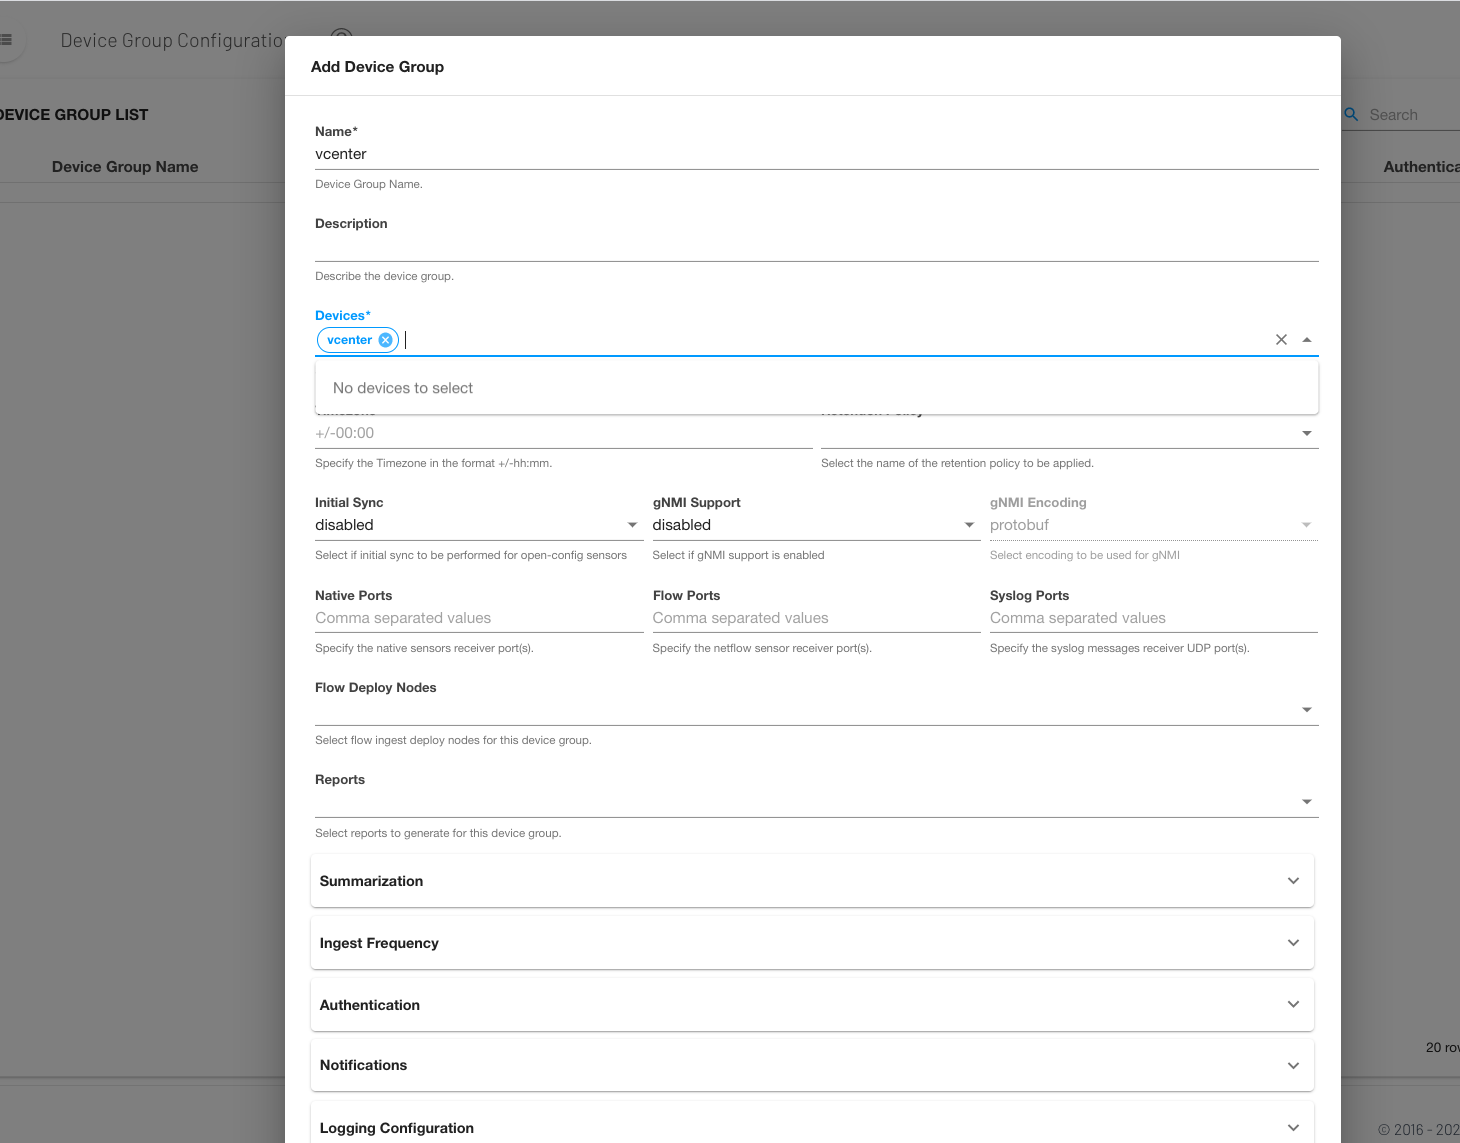 Device Group Configuratio
Add Device Group
DEVICE GROUP LIST
Search
Device Group Name
Authentica
Name*
vcenter
Device Group Name.
Description
Describe the device group.
Devices*
vcenter
No devices to select
Timezone Retention Policy
+/-00:00
Specify the Timezone in the format +/-hh:mm. Select the name of the retention policy to be applied.
Initial Sync gNMI Support gNMI Encoding
disabled disabled protobuf
Select if initial sync to be performed for open-config sensors Select if gNMI support is enabled Select encoding to be used for gNMI
Native Ports Flow Ports Syslog Ports
Comma separated values Comma separated values Comma separated values
Specify the native sensors receiver port(s). Specify the netflow sensor receiver port(s). Specify the syslog messages receiver UDP port(s).
Flow Deploy Nodes
Select flow ingest deploy nodes for this device group.
Reports
Select reports to generate for this device group.
Summarization
Ingest Frequency
Authentication
Notifications
20 rov
Logging Configuration
© 2016 - 202